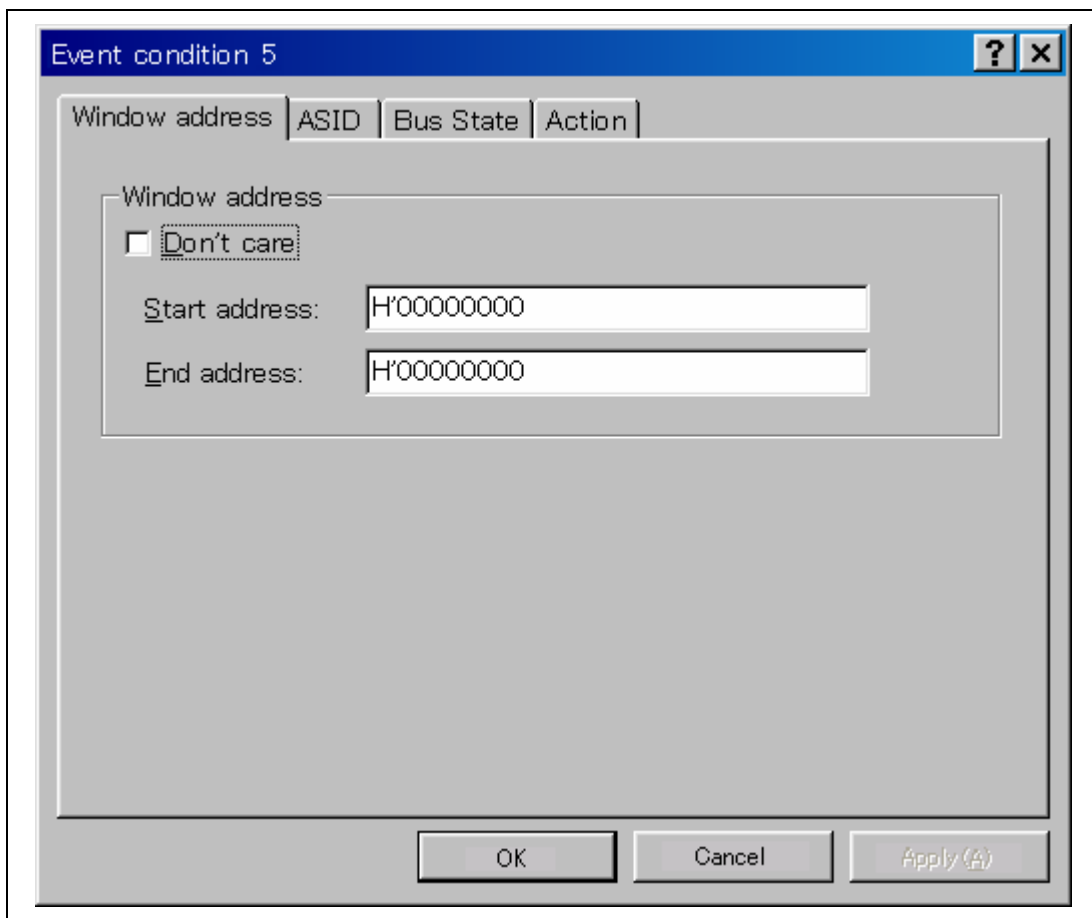 Event condition 5
Window address ASID Bus State Action
Window address
Don't care
Start address: H'00000000
End address: H'00000000
OK Cancel Apply(A)